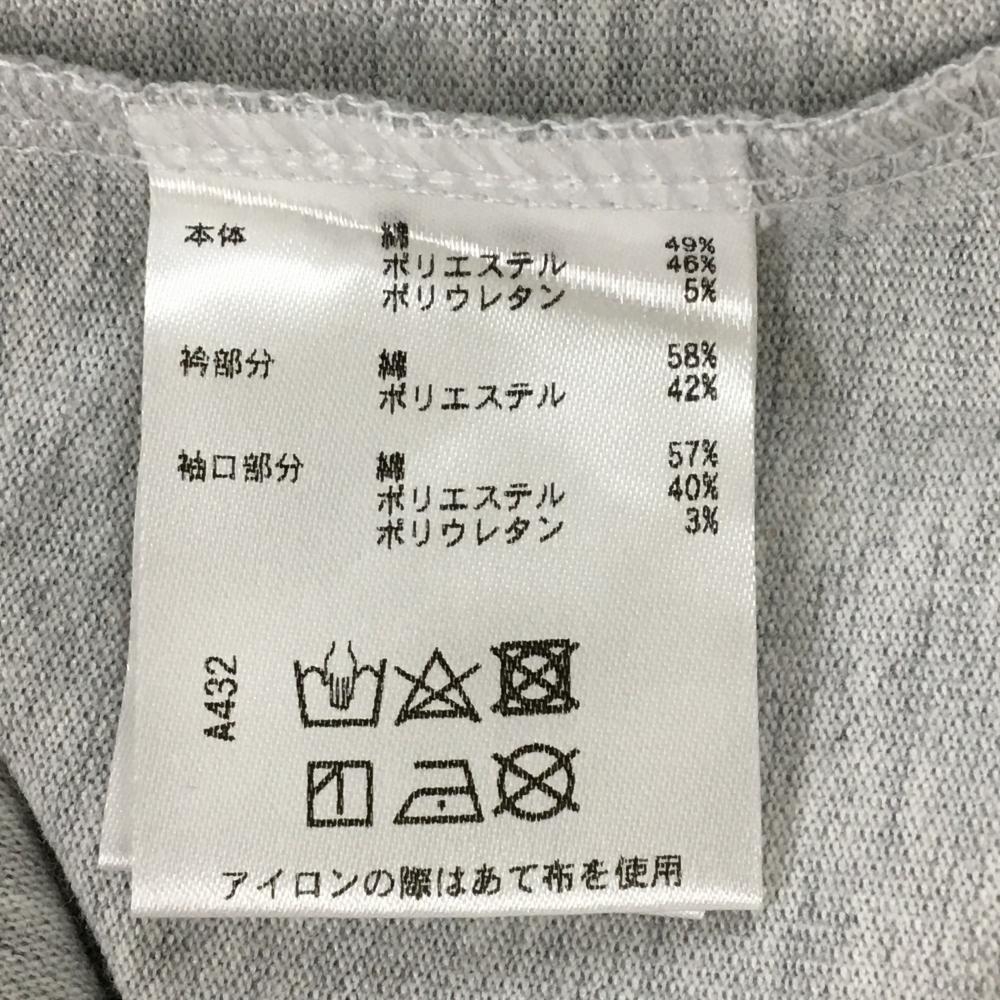 本体 綿 49%
ポリエステル 46%
ポリウレタン 5%
衿部分 綿 58%
ポリエステル 42%
袖口部分 綿 57%
ポリエステル 40%
ポリウレタン 3%
A432
アイロンの際はあて布を使用